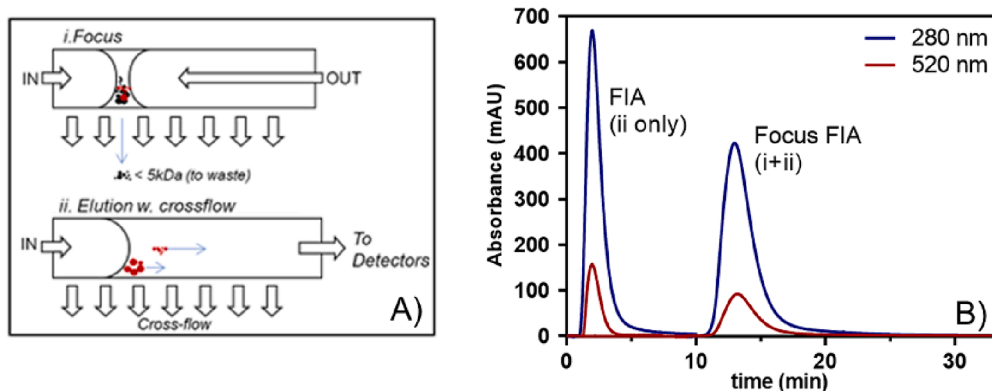 i.Focus
IN
OUT
< 5kDa (to waste)
ii. Elution w. crossflow
IN
To
Detectors
Cross-flow
A)
700
600
500
400
300
200
100
0
Absorbance (mAU)
280 nm
520 nm
FIA
(ii only)
Focus FIA
(i+ii)
B)
0
10
20
30
time (min)